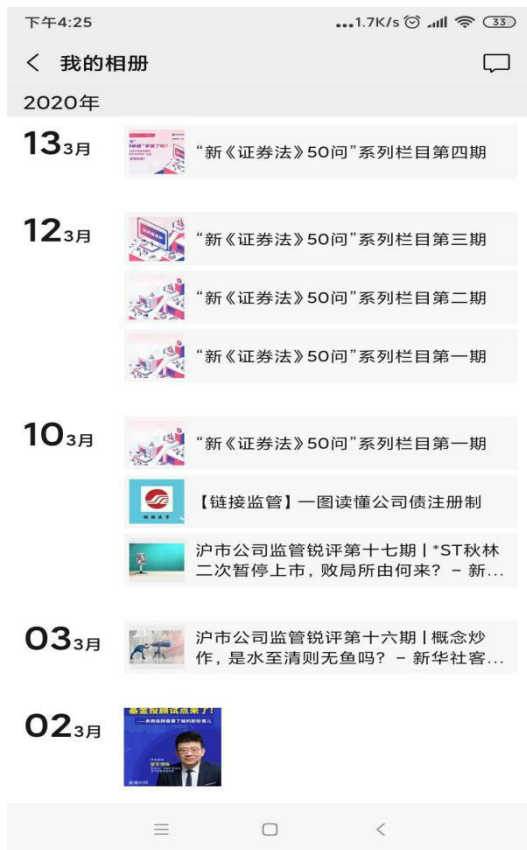 下午4:25
...1.7K/s
33
我的相册
2020年
13 3月
“新《证券法》50问”系列栏目第四期
12 3月
“新《证券法》50问”系列栏目第三期
“新《证券法》50问”系列栏目第二期
“新《证券法》50问”系列栏目第一期
10 3月
“新《证券法》50问”系列栏目第一期
【链接监管】一图读懂公司债注册制
沪市公司监管锐评第十七期 | *ST秋林
二次暂停上市，败局所由何来？ – 新...
03 3月
沪市公司监管锐评第十六期 | 概念炒
作，是水至清则无鱼吗？ – 新华社客...
02 3月
基金投顾试点来了！